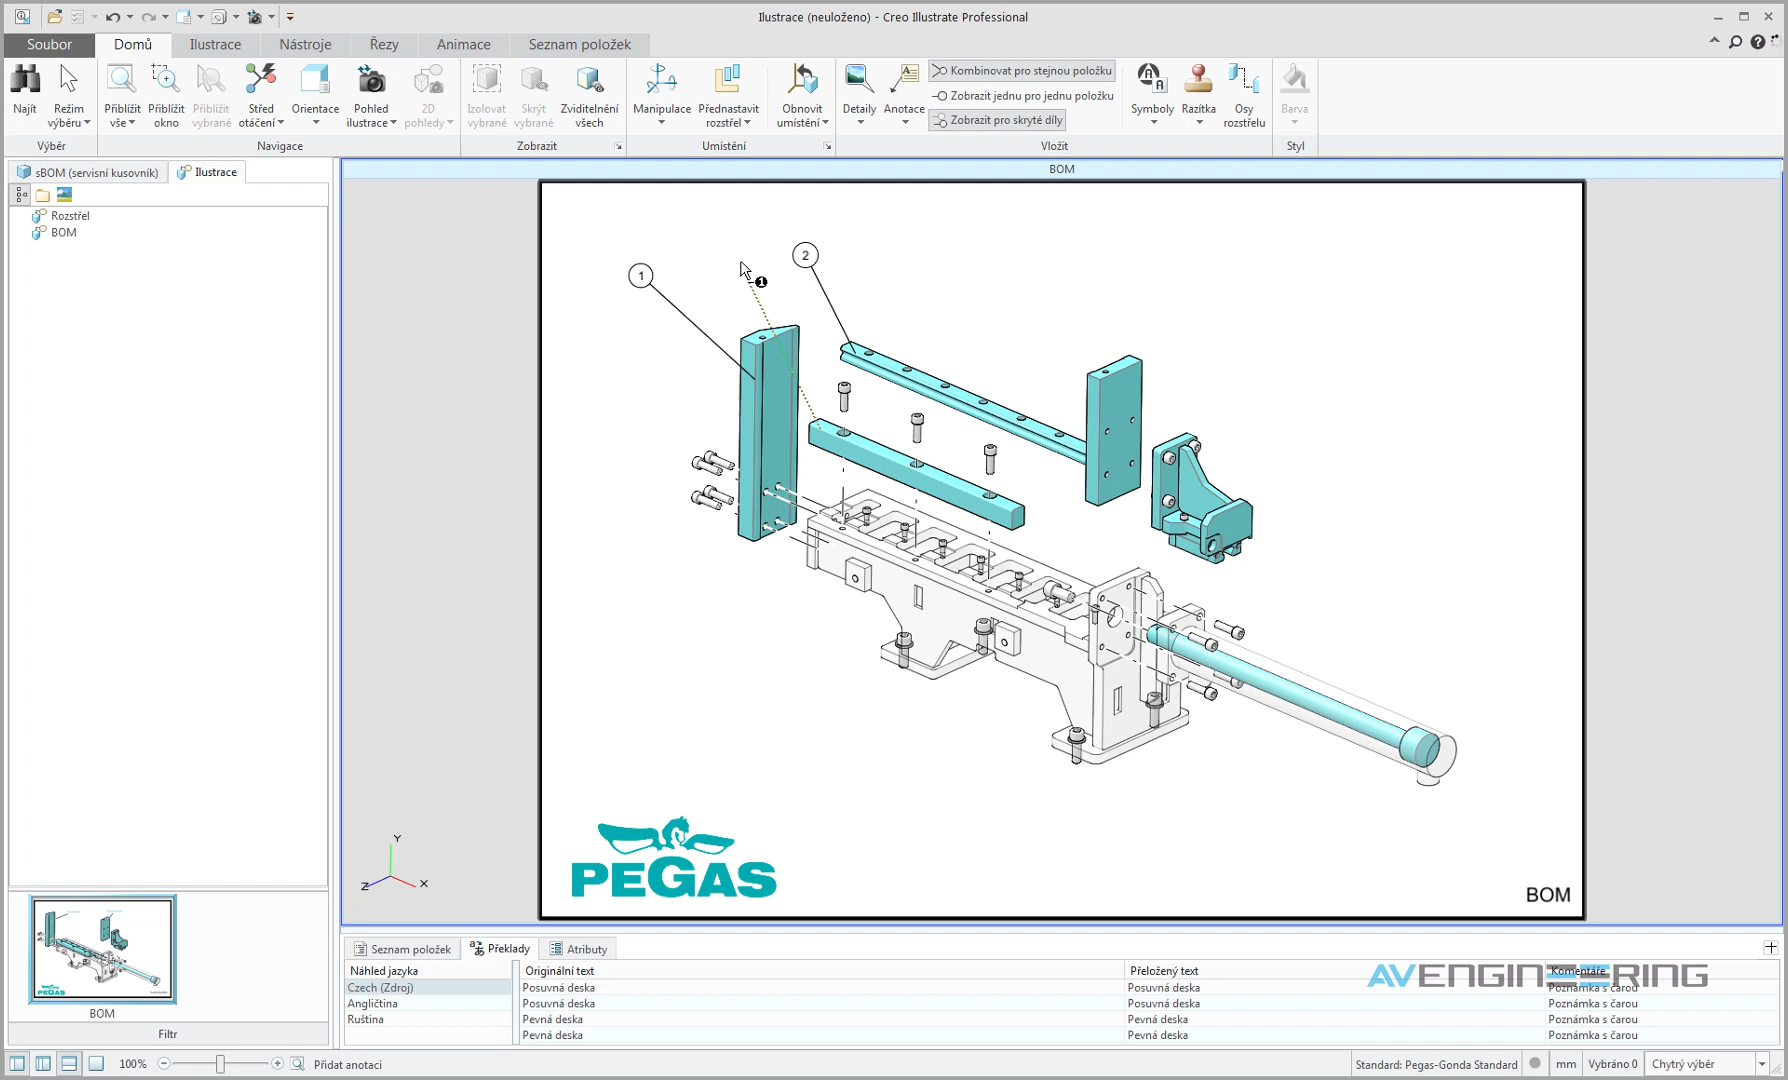 Ilustrace (neuloženo) - Creo Illustrate Professional
Soubor Domů Ilustrace Nástroje Řezy Animace Seznam položek
Najít
Režim výběru
Přiblížit vše
Přiblížit okno
Přiblížit vybrané
Střed otáčení
Orientace
Pohled ilustrace
2D pohledy
Izolovat vybrané
Skrýt vybrané
Zviditelnění všech
Manipulace
Přednastavit rozstřel
Obnovit umístění
Detaily
Anotace
Kombinovat pro stejnou položku
Zobrazit jednu pro jednu položku
Zobrazit pro skryté díly
Symboly
Razítka
Osy rozstřelu
Barva
Výběr Navigace Zobrazit Umístění Vložit Styl
sBOM (servisní kusovník) Ilustrace
Rozstřel
BOM
BOM
1
2
1
Y
Z X
PEGAS
BOM
BOM
Filtr
Seznam položek Překlady Atributy
Náhled jazyka Originální text Přeložený text Komentáře
AVENGINEERING
Czech (Zdroj) Posuvná deska Posuvná deska Poznámka s čarou
Angličtina Posuvná deska Posuvná deska Poznámka s čarou
Ruština Pevná deska Pevná deska Poznámka s čarou
Pevná deska Pevná deska Poznámka s čarou
100% Přidat anotaci Standard: Pegas-Gonda Standard mm Vybráno 0 Chytrý výběr